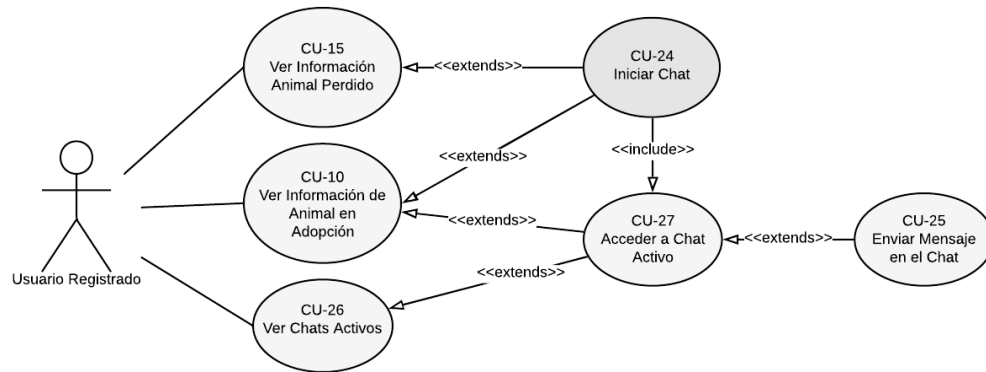 CU-15
Ver Información
Animal Perdido
<<extends>>
CU-24
Iniciar Chat
<<extends>>
<<include>>
CU-10
Ver Información de
Animal en
Adopción
<<extends>>
CU-27
Acceder a Chat
Activo
<<extends>>
CU-25
Enviar Mensaje
en el Chat
<<extends>>
Usuario Registrado
CU-26
Ver Chats Activos